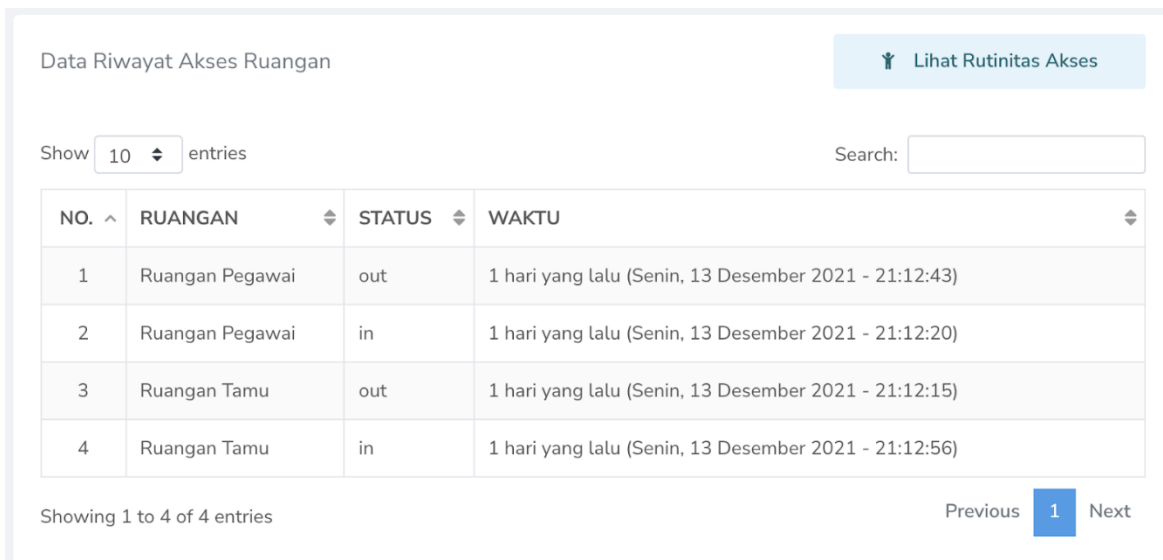 Data Riwayat Akses Ruangan
Lihat Rutinitas Akses
Show 10 entries
Search:
NO. RUANGAN STATUS WAKTU
1 Ruangan Pegawai out 1 hari yang lalu (Senin, 13 Desember 2021 - 21:12:43)
2 Ruangan Pegawai in 1 hari yang lalu (Senin, 13 Desember 2021 - 21:12:20)
3 Ruangan Tamu out 1 hari yang lalu (Senin, 13 Desember 2021 - 21:12:15)
4 Ruangan Tamu in 1 hari yang lalu (Senin, 13 Desember 2021 - 21:12:56)
Showing 1 to 4 of 4 entries
Previous 1 Next